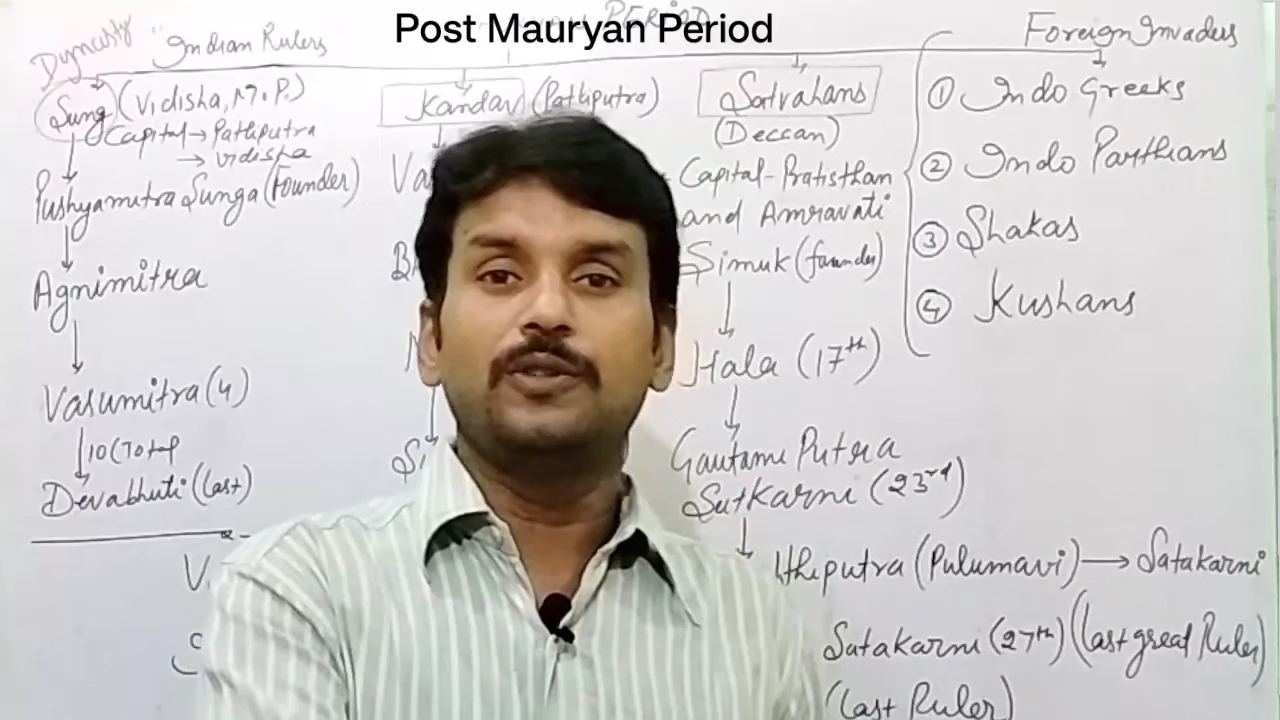 Post Mauryan Period
PERIOD
Dynasty
Indian Rulers
Foreign Invaders
Sung (Vidisha, M.P.)
Capital → Patliputra
→ Vidisha
Pushyamitra Sunga (Founder)
Agnimitra
Vasumitra (4)
10 (Total
Devabhuti (last)
Kandav (Patliputra)
Satvahans
(Deccan)
Capital - Pratisthan
and Amravati
Simuk (founder)
Hala (17th)
Gautami Putra
Satkarni (23rd)
(Pulumavi) → Satakarni
Satakarni (27th) (last great Ruler)
(last Ruler)
① Indo Greeks
② Indo Parthians
③ Shakas
④ Kushans